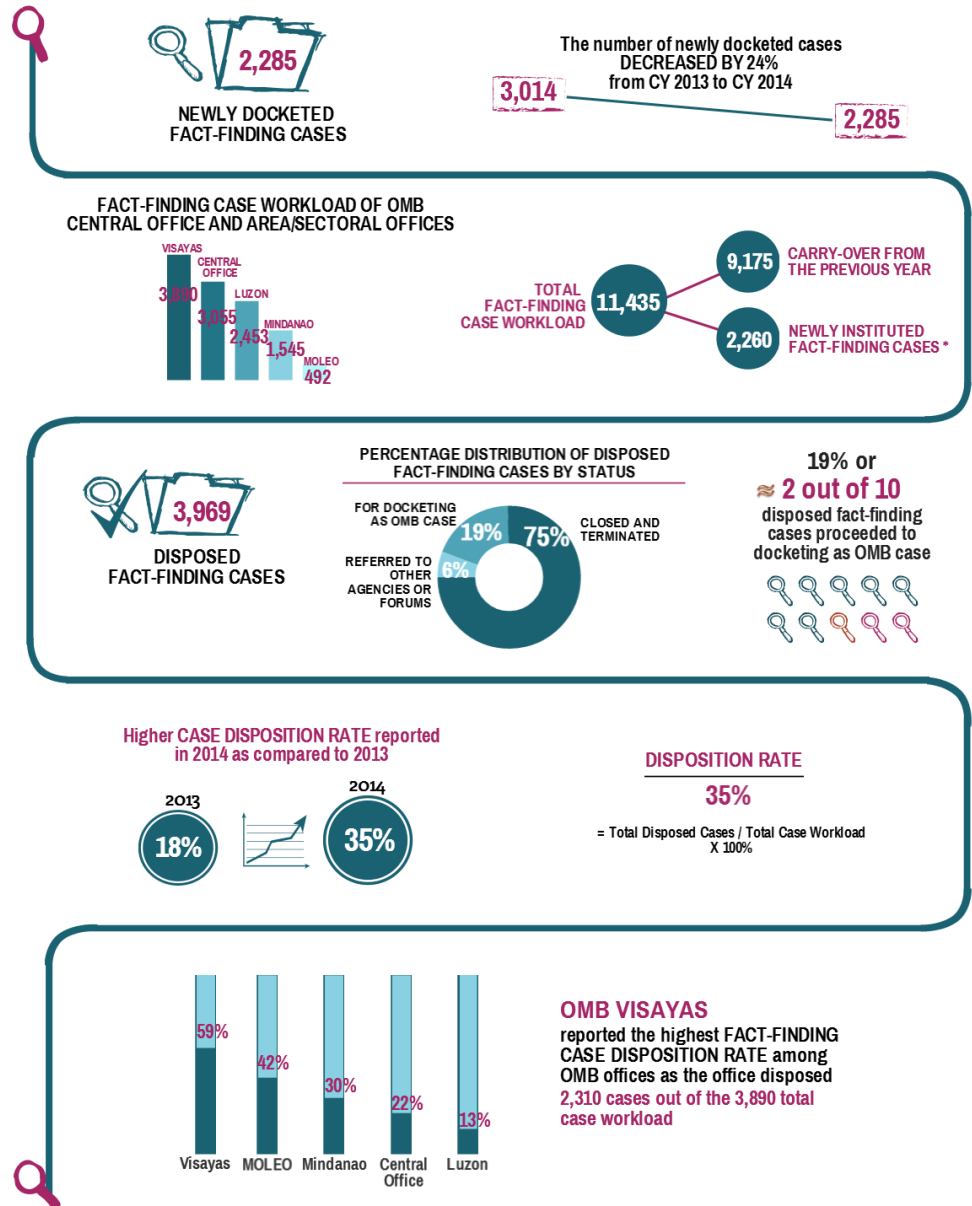 2,285
NEWLY DOCKETED
FACT-FINDING CASES
The number of newly docketed cases
DECREASED BY 24%
from CY 2013 to CY 2014
3,014
2,285
FACT-FINDING CASE WORKLOAD OF OMB
CENTRAL OFFICE AND AREA/SECTORAL OFFICES
VISAYAS
3,890
CENTRAL
OFFICE
3,055
LUZON
2,453
MINDANAO
1,545
MOLEO
492
TOTAL
FACT-FINDING
CASE WORKLOAD
11,435
9,175
CARRY-OVER FROM
THE PREVIOUS YEAR
2,260
NEWLY INSTITUTED
FACT-FINDING CASES *
3,969
DISPOSED
FACT-FINDING CASES
PERCENTAGE DISTRIBUTION OF DISPOSED
FACT-FINDING CASES BY STATUS
FOR DOCKETING
AS OMB CASE
19%
75%
CLOSED AND
TERMINATED
REFERRED TO
OTHER
AGENCIES OR
FORUMS
6%
19% or
≈ 2 out of 10
disposed fact-finding
cases proceeded to
docketing as OMB case
Higher CASE DISPOSITION RATE reported
in 2014 as compared to 2013
2013
18%
2014
35%
DISPOSITION RATE
35%
= Total Disposed Cases / Total Case Workload
X 100%
59%
42%
30%
22%
13%
Visayas
MOLEO
Mindanao
Central
Office
Luzon
OMB VISAYAS
reported the highest FACT-FINDING
CASE DISPOSITION RATE among
OMB offices as the office disposed
2,310 cases out of the 3,890 total
case workload